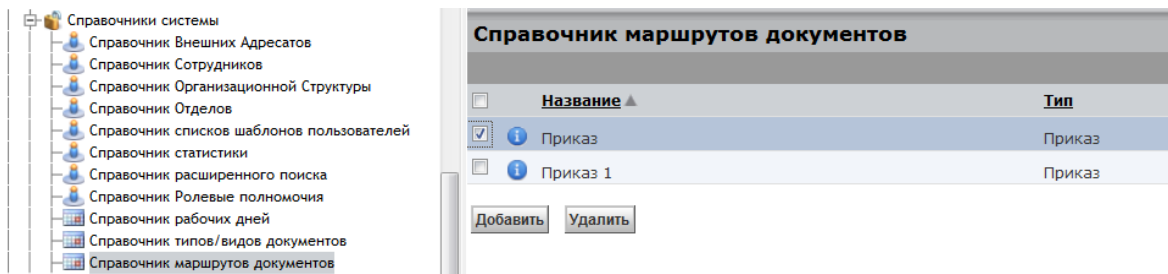 Справочники системы
Справочник Внешних Адресатов
Справочник Сотрудников
Справочник Организационной Структуры
Справочник Отделов
Справочник списков шаблонов пользователей
Справочник статистики
Справочник расширенного поиска
Справочник Ролевые полномочия
Справочник рабочих дней
Справочник типов/видов документов
Справочник маршрутов документов
Справочник маршрутов документов
Название Тип
Приказ Приказ
Приказ 1 Приказ
Добавить Удалить